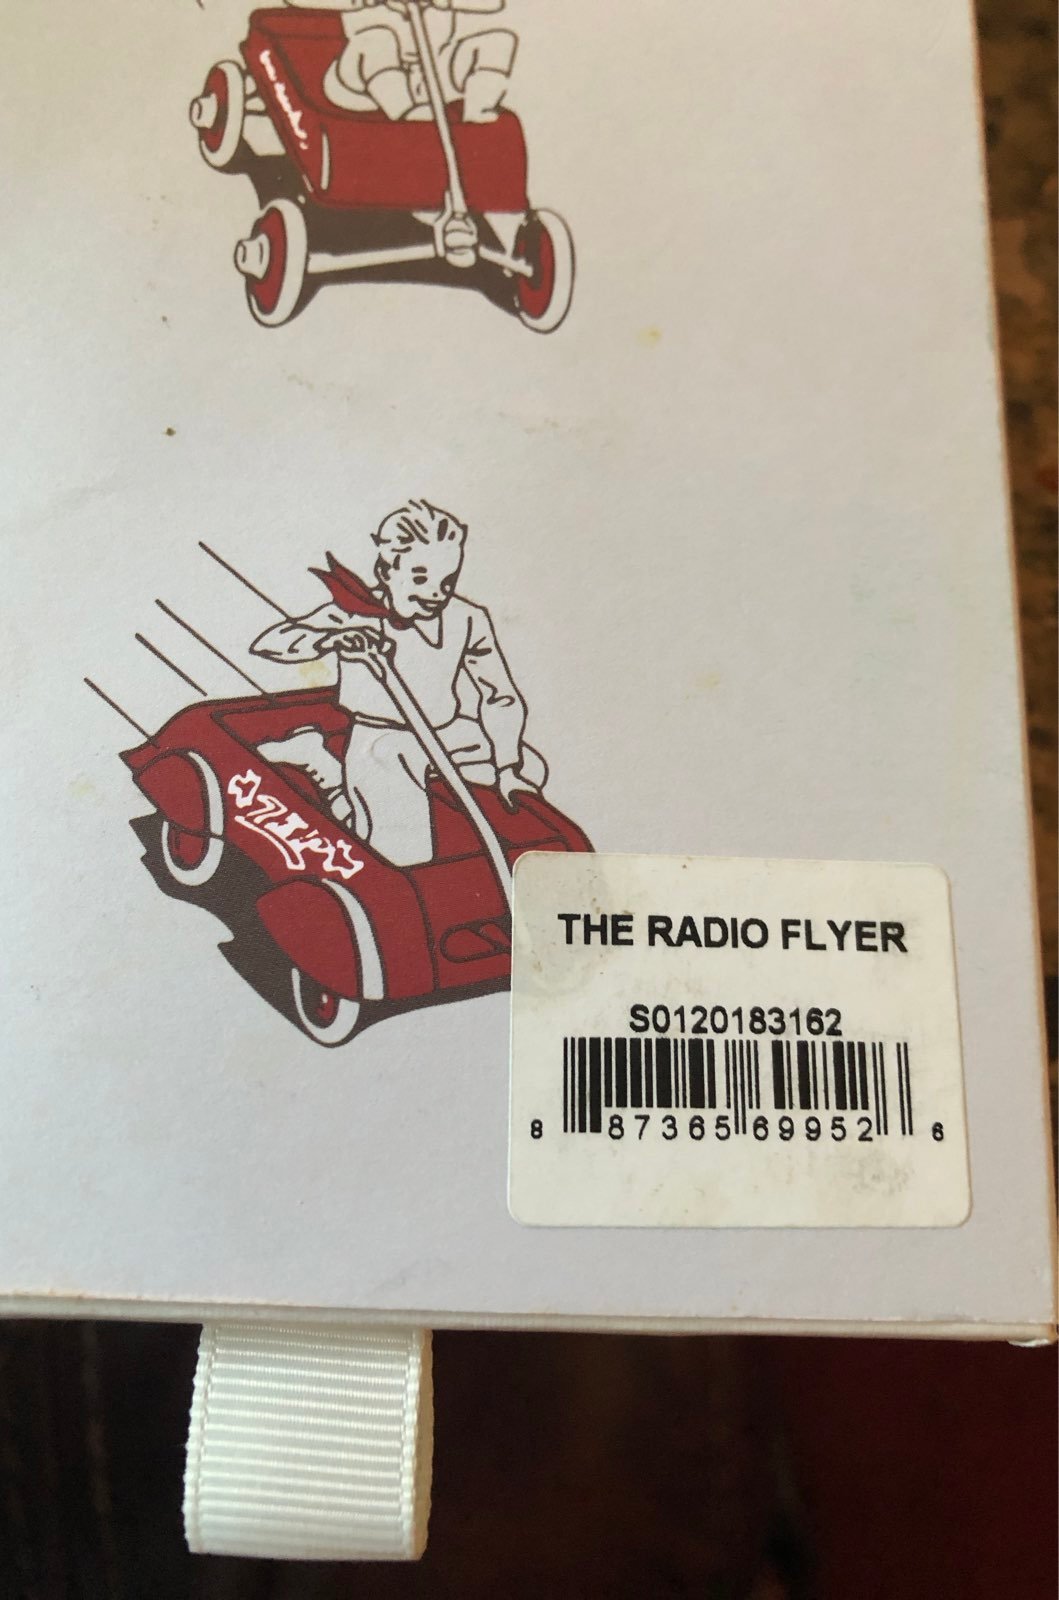 THE RADIO FLYER
S0120183162
8 87365 69952 6